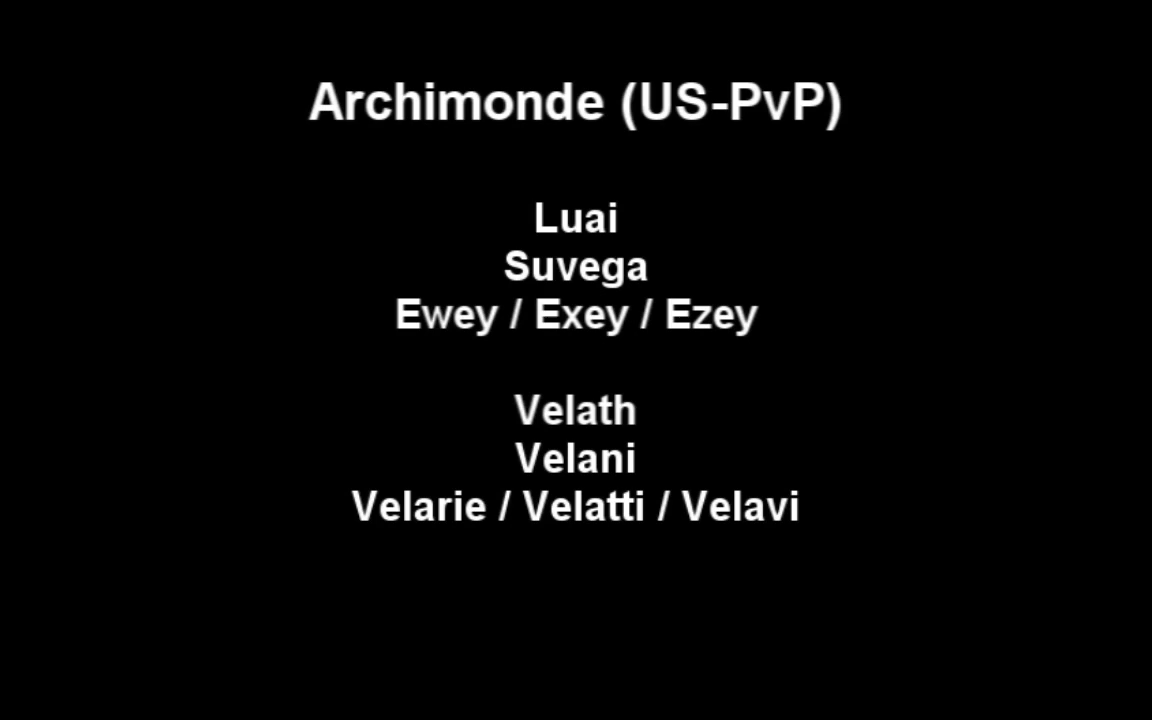 Archimonde (US-PvP)
Luai
Suvega
Ewey / Exey / Ezey
Velath
Velani
Velarie / Velatti / Velavi